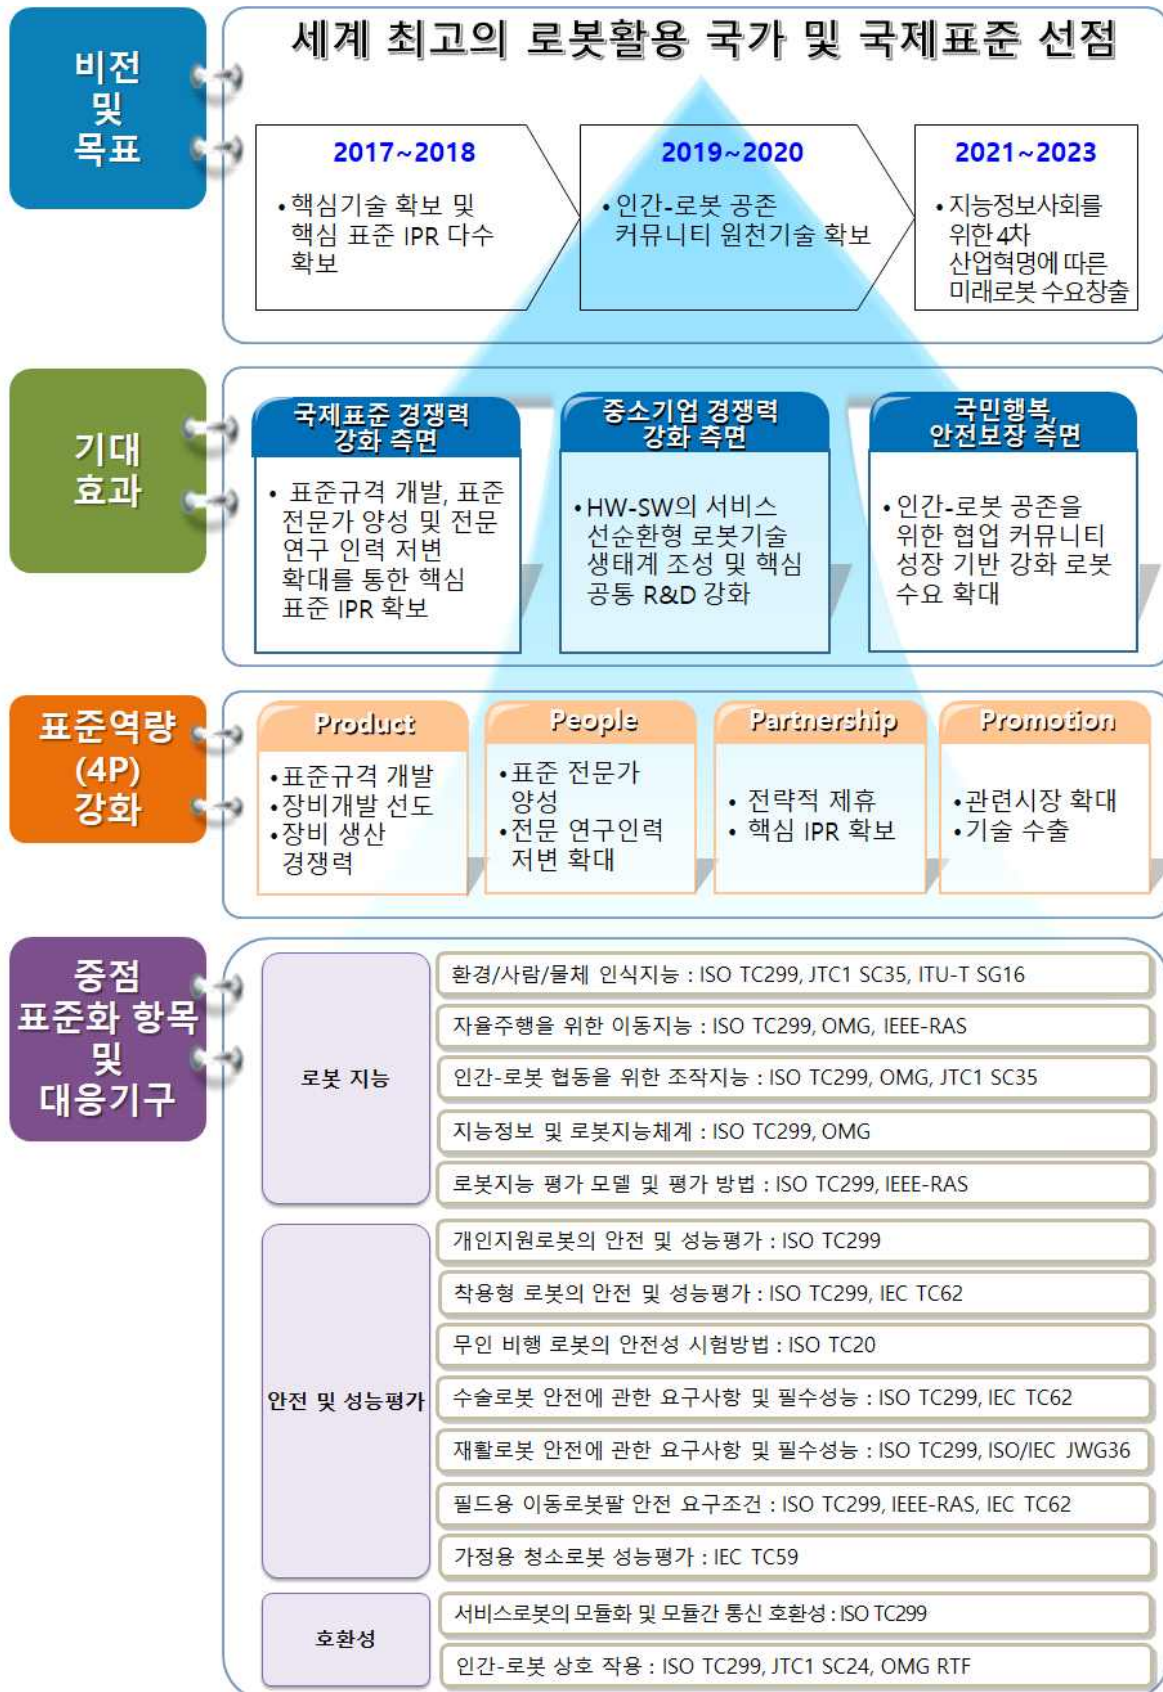 비전
및
목표
세계 최고의 로봇활용 국가 및 국제표준 선점
2017~2018
• 핵심기술 확보 및
핵심 표준 IPR 다수
확보
2019~2020
• 인간-로봇 공존
커뮤니티 원천기술 확보
2021~2023
• 지능정보사회를
위한 4차
산업혁명에 따른
미래로봇 수요창출
기대
효과
국제표준 경쟁력
강화 측면
• 표준규격 개발, 표준
전문가 양성 및 전문
연구 인력 저변
확대를 통한 핵심
표준 IPR 확보
중소기업 경쟁력
강화 측면
• HW-SW의 서비스
선순환형 로봇기술
생태계 조성 및 핵심
공통 R&D 강화
국민행복,
안전보장 측면
• 인간-로봇 공존을
위한 협업 커뮤니티
성장 기반 강화 로봇
수요 확대
표준역량
(4P)
강화
Product
• 표준규격 개발
• 장비개발 선도
• 장비 생산
경쟁력
People
• 표준 전문가
양성
• 전문 연구인력
저변 확대
Partnership
• 전략적 제휴
• 핵심 IPR 확보
Promotion
• 관련시장 확대
• 기술 수출
중점
표준화 항목
및
대응기구
로봇 지능
환경/사람/물체 인식지능 : ISO TC299, JTC1 SC35, ITU-T SG16
자율주행을 위한 이동지능 : ISO TC299, OMG, IEEE-RAS
인간-로봇 협동을 위한 조작지능 : ISO TC299, OMG, JTC1 SC35
지능정보 및 로봇지능체계 : ISO TC299, OMG
로봇지능 평가 모델 및 평가 방법 : ISO TC299, IEEE-RAS
안전 및 성능평가
개인지원로봇의 안전 및 성능평가 : ISO TC299
착용형 로봇의 안전 및 성능평가 : ISO TC299, IEC TC62
무인 비행 로봇의 안전성 시험방법 : ISO TC20
수술로봇 안전에 관한 요구사항 및 필수성능 : ISO TC299, IEC TC62
재활로봇 안전에 관한 요구사항 및 필수성능 : ISO TC299, ISO/IEC JWG36
필드용 이동로봇팔 안전 요구조건 : ISO TC299, IEEE-RAS, IEC TC62
가정용 청소로봇 성능평가 : IEC TC59
호환성
서비스로봇의 모듈화 및 모듈간 통신 호환성 : ISO TC299
인간-로봇 상호 작용 : ISO TC299, JTC1 SC24, OMG RTF